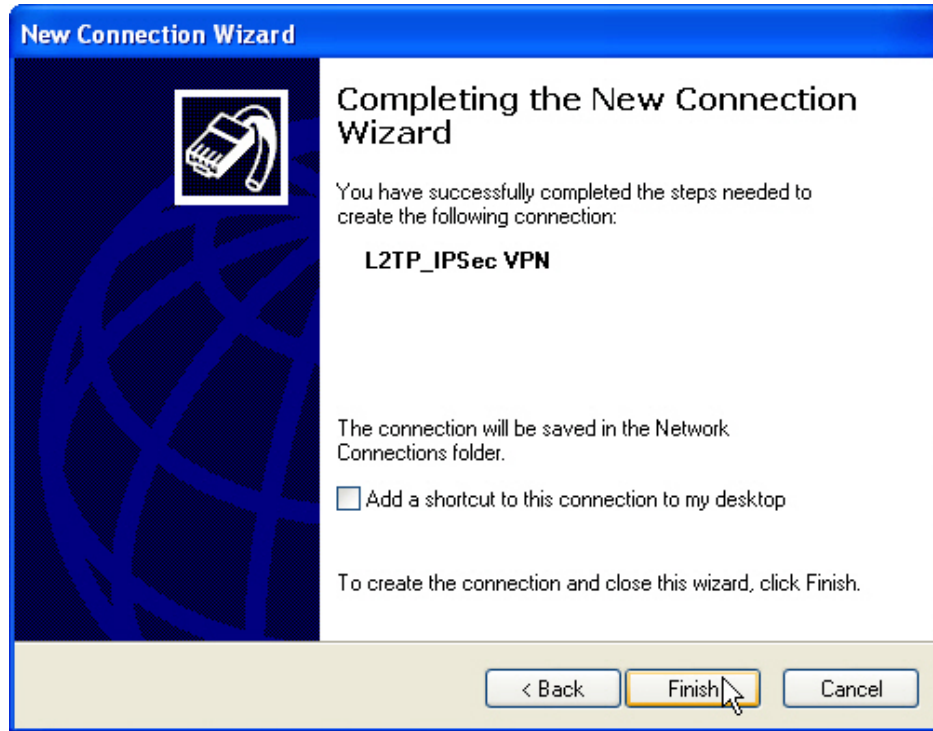 New Connection Wizard
Completing the New Connection
Wizard
You have successfully completed the steps needed to
create the following connection:
L2TP_IPSec VPN
The connection will be saved in the Network
Connections folder.
Add a shortcut to this connection to my desktop
To create the connection and close this wizard, click Finish.
< Back Finish Cancel